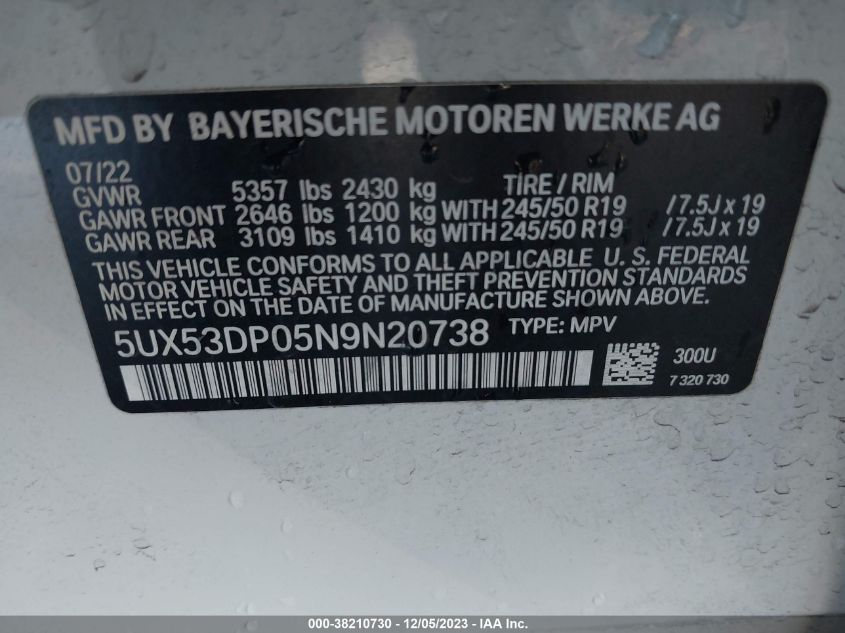 MFD BY BAYERISCHE MOTOREN WERKE AG
07/22
GVWR 5357 lbs 2430 kg TIRE / RIM
GAWR FRONT 2646 lbs 1200 kg WITH 245/50 R19 / 7.5J x 19
GAWR REAR 3109 lbs 1410 kg WITH 245/50 R19 / 7.5J x 19
THIS VEHICLE CONFORMS TO ALL APPLICABLE U. S. FEDERAL
MOTOR VEHICLE SAFETY AND THEFT PREVENTION STANDARDS
IN EFFECT ON THE DATE OF MANUFACTURE SHOWN ABOVE.
5UX53DP05N9N20738 TYPE: MPV
300U
7 320 730
000-38210730 - 12/05/2023 - IAA Inc.